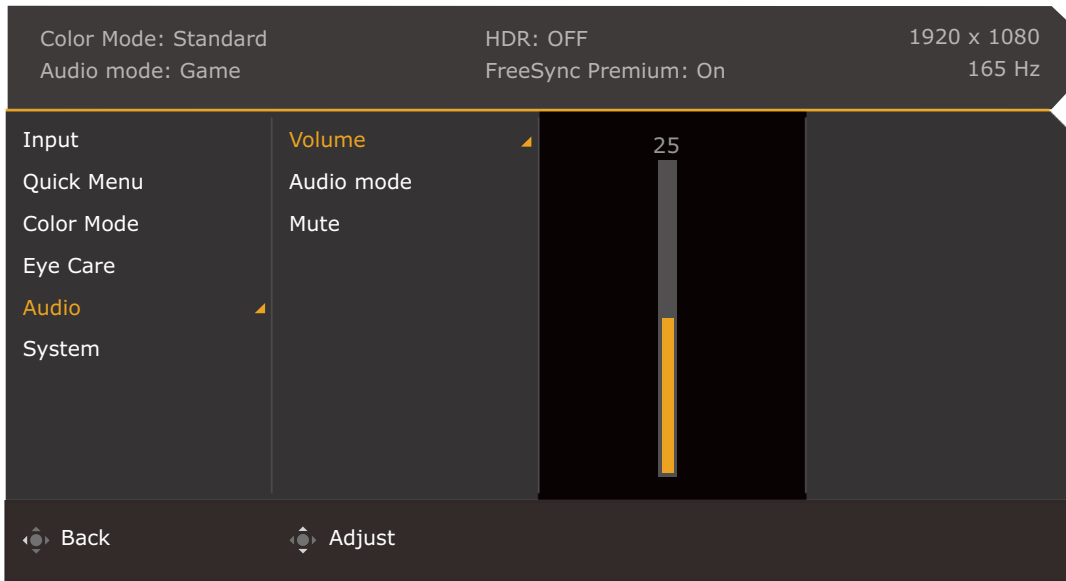 Color Mode: Standard
HDR: OFF
1920 x 1080
Audio mode: Game
FreeSync Premium: On
165 Hz
Input
Quick Menu
Color Mode
Eye Care
Audio
System
Volume
Audio mode
Mute
25
Back
Adjust